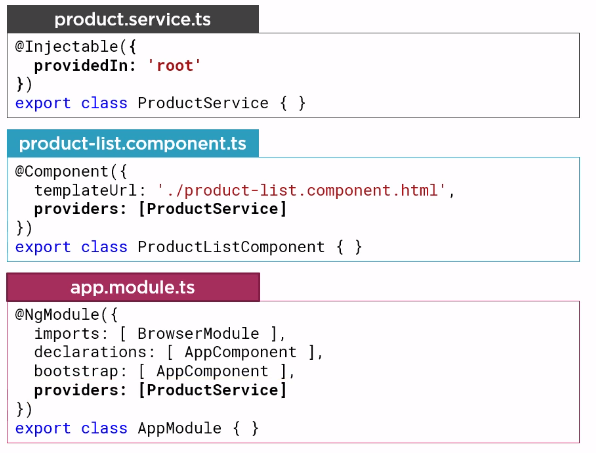 product.service.ts
@Injectable({
  providedIn: 'root'
})
export class ProductService { }
product-list.component.ts
@Component({
  templateUrl: './product-list.component.html',
  providers: [ProductService]
})
export class ProductListComponent { }
app.module.ts
@NgModule({
  imports: [ BrowserModule ],
  declarations: [ AppComponent ],
  bootstrap: [ AppComponent ],
  providers: [ProductService]
})
export class AppModule { }